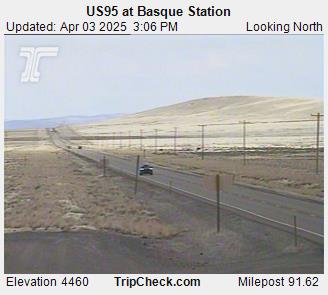 US95 at Basque Station
Updated: Apr 03 2025 3:06 PM Looking North
Elevation 4460 TripCheck.com Milepost 91.62